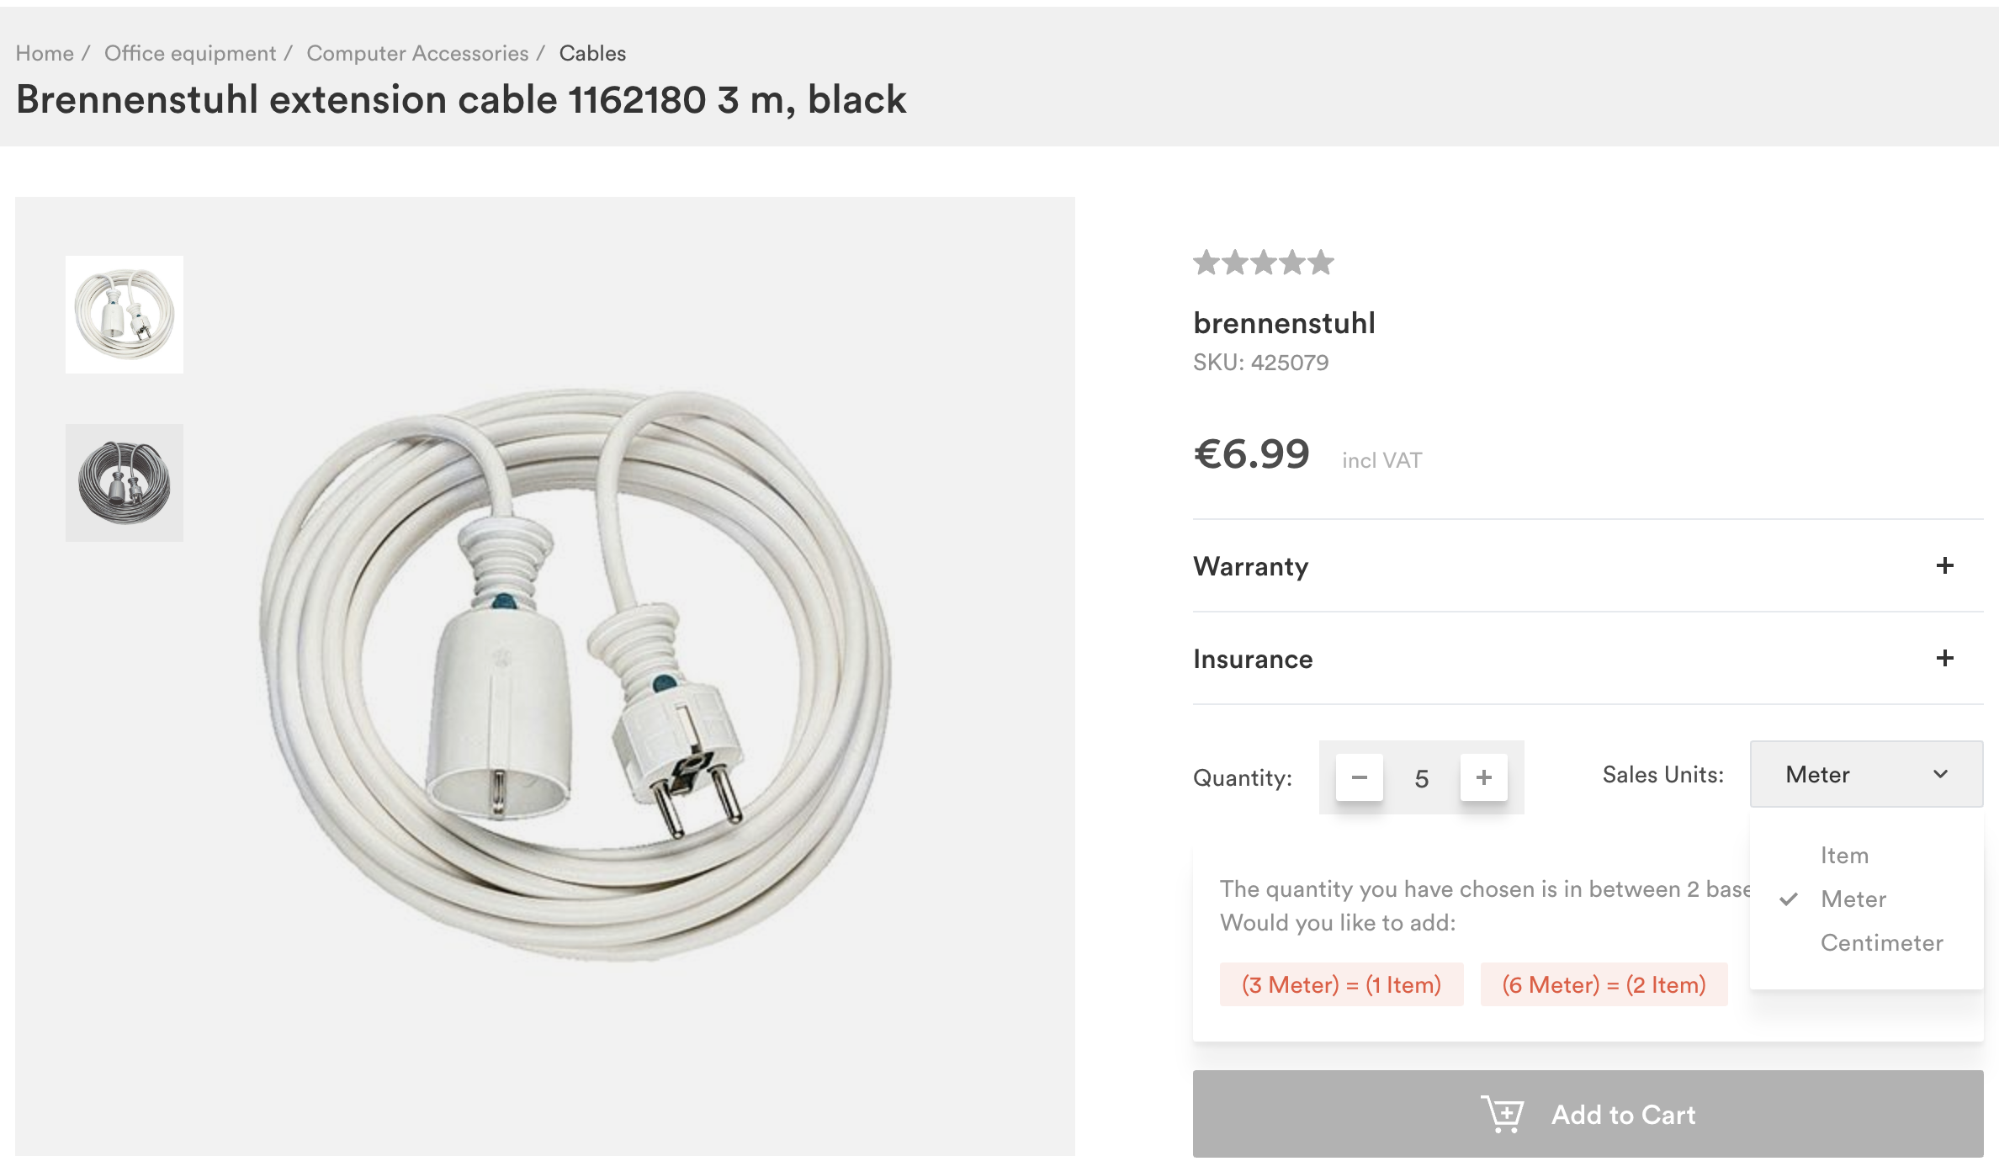 Home / Office equipment / Computer Accessories / Cables
Brennenstuhl extension cable 1162180 3 m, black
brennenstuhl
SKU: 425079
€6.99 incl VAT
Warranty +
Insurance +
Quantity: − 5 + Sales Units: Meter
Item
Meter
Centimeter
The quantity you have chosen is in between 2 base
Would you like to add:
(3 Meter) = (1 Item) (6 Meter) = (2 Item)
Add to Cart